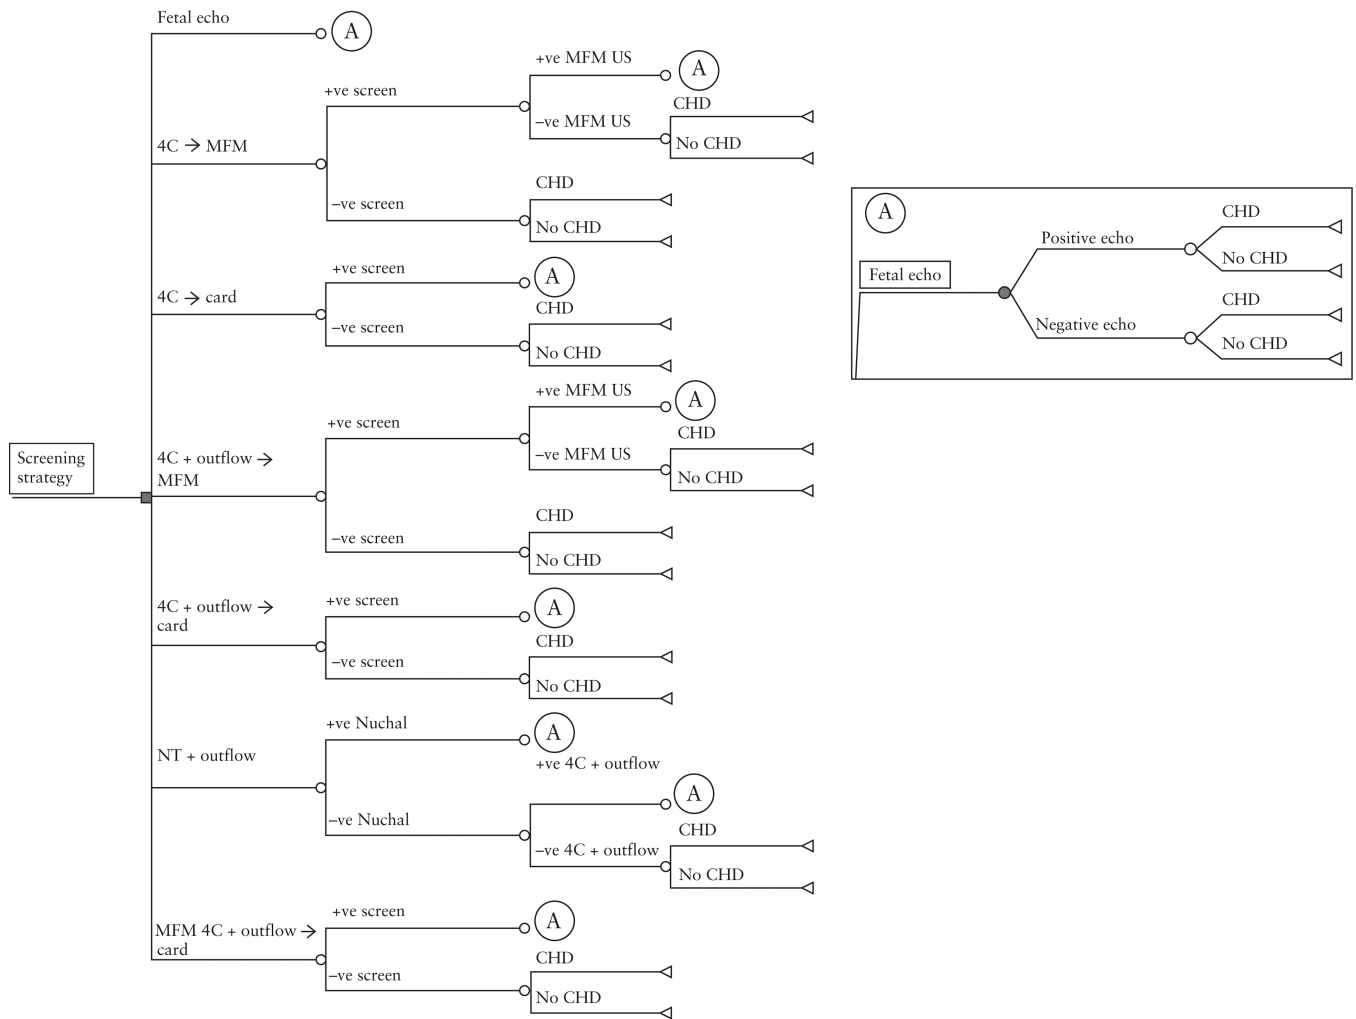 Fetal echo
A
+ve MFM US
A
CHD
+ve screen
–ve MFM US
No CHD
4C → MFM
CHD
–ve screen
No CHD
+ve screen
A
4C → card
CHD
–ve screen
No CHD
+ve MFM US
A
CHD
+ve screen
–ve MFM US
No CHD
Screening
strategy
4C + outflow →
MFM
CHD
–ve screen
No CHD
+ve screen
A
4C + outflow →
card
CHD
–ve screen
No CHD
+ve Nuchal
A
NT + outflow
+ve 4C + outflow
A
–ve Nuchal
CHD
–ve 4C + outflow
No CHD
+ve screen
A
MFM 4C + outflow →
card
CHD
–ve screen
No CHD
A
Fetal echo
Positive echo
CHD
No CHD
Negative echo
CHD
No CHD